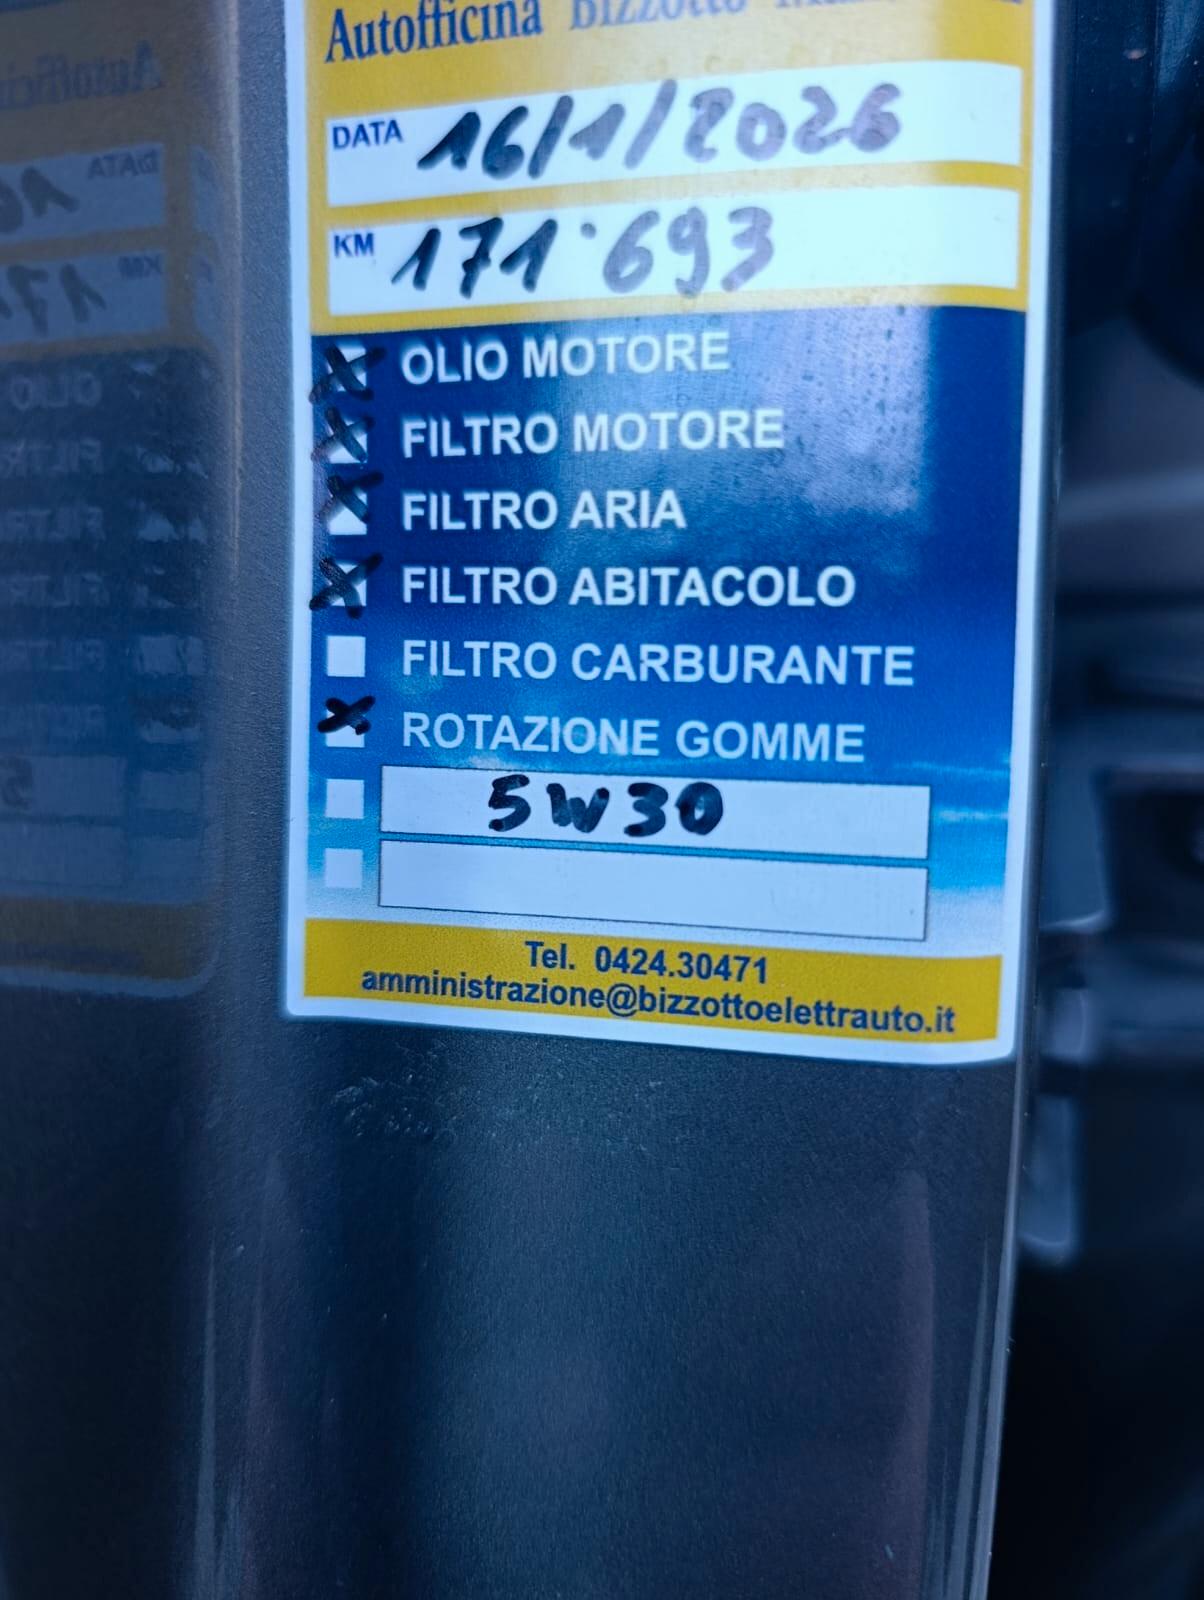 Autofficina Bizzotto
DATA 16/1/2026
KM 171·693
OLIO MOTORE
FILTRO MOTORE
FILTRO ARIA
FILTRO ABITACOLO
FILTRO CARBURANTE
ROTAZIONE GOMME
5W30
Tel. 0424.30471
amministrazione@bizzottoelettrauto.it